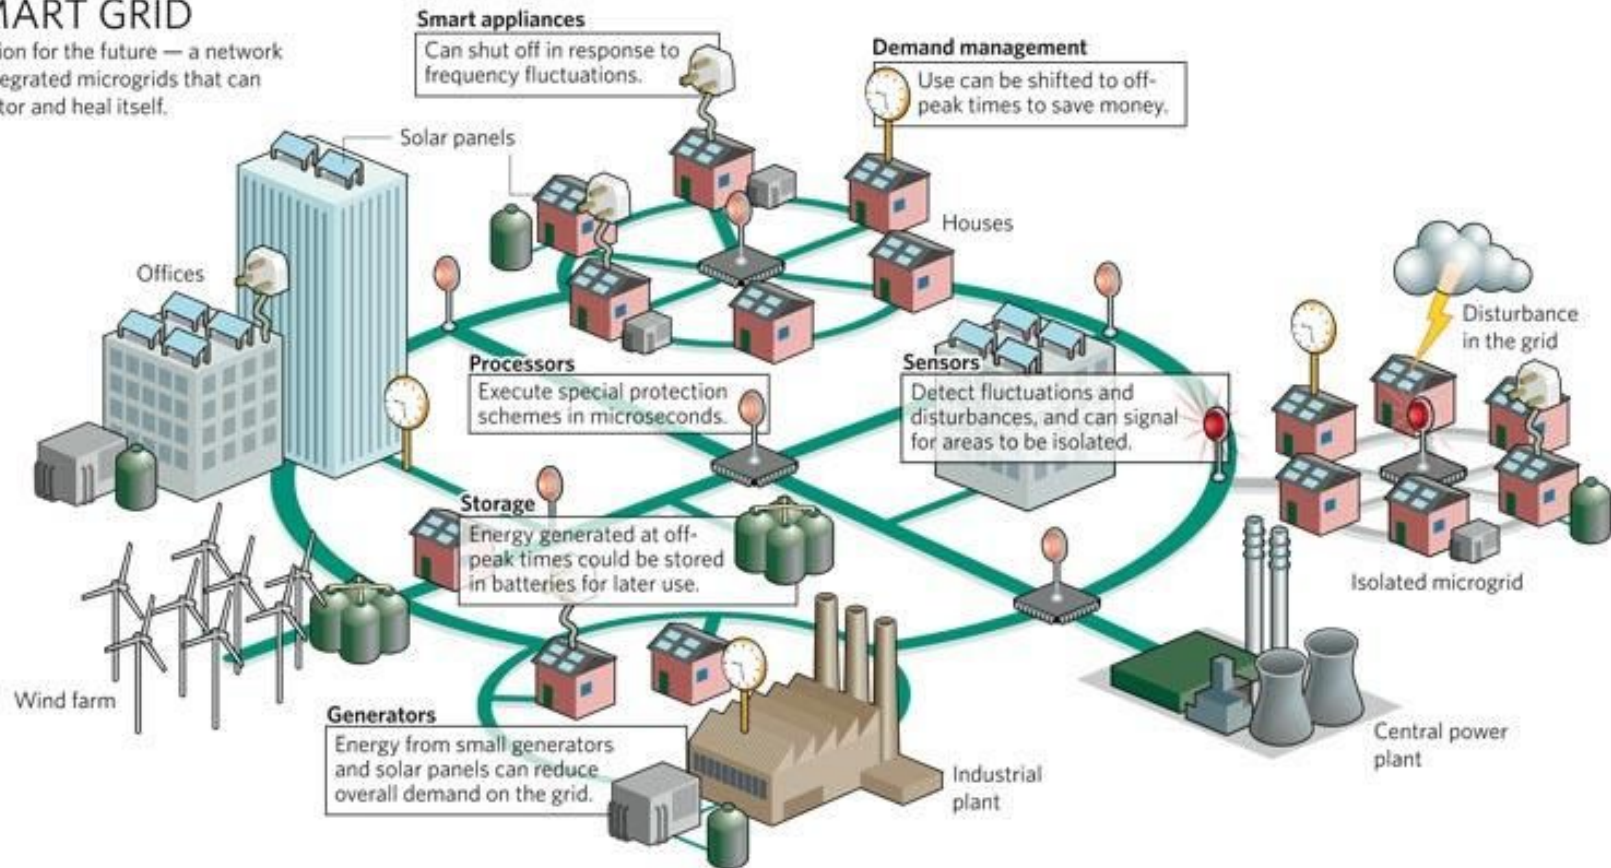 MART GRID
ion for the future — a network
egrated microgrids that can
tor and heal itself.
Smart appliances
Can shut off in response to
frequency fluctuations.
Demand management
Use can be shifted to off-
peak times to save money.
Solar panels
Houses
Offices
Disturbance
in the grid
Processors
Execute special protection
schemes in microseconds.
Sensors
Detect fluctuations and
disturbances, and can signal
for areas to be isolated.
Storage
Energy generated at off-
peak times could be stored
in batteries for later use.
Isolated microgrid
Wind farm
Generators
Energy from small generators
and solar panels can reduce
overall demand on the grid.
Industrial
plant
Central power
plant